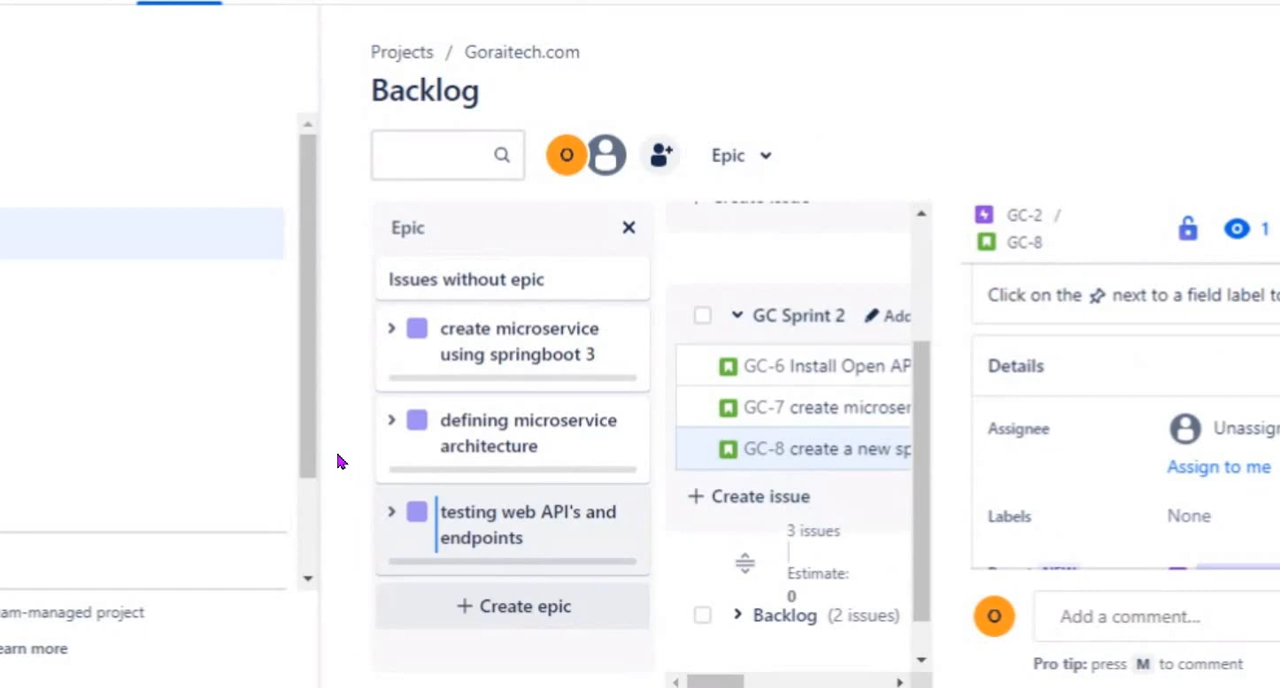 Projects / Goraitech.com
Backlog
O
Epic
Epic
Issues without epic
create microservice
using springboot 3
defining microservice
architecture
testing web API's and
endpoints
+ Create epic
GC Sprint 2
Add
GC-6 Install Open AP
GC-7 create microser
GC-8 create a new sp
+ Create issue
3 issues
Estimate:
0
Backlog (2 issues)
GC-2 /
GC-8
1
Click on the next to a field label to
Details
Assignee
Unassign
Assign to me
Labels
None
O
Add a comment...
Pro tip: press M to comment
am-managed project
earn more